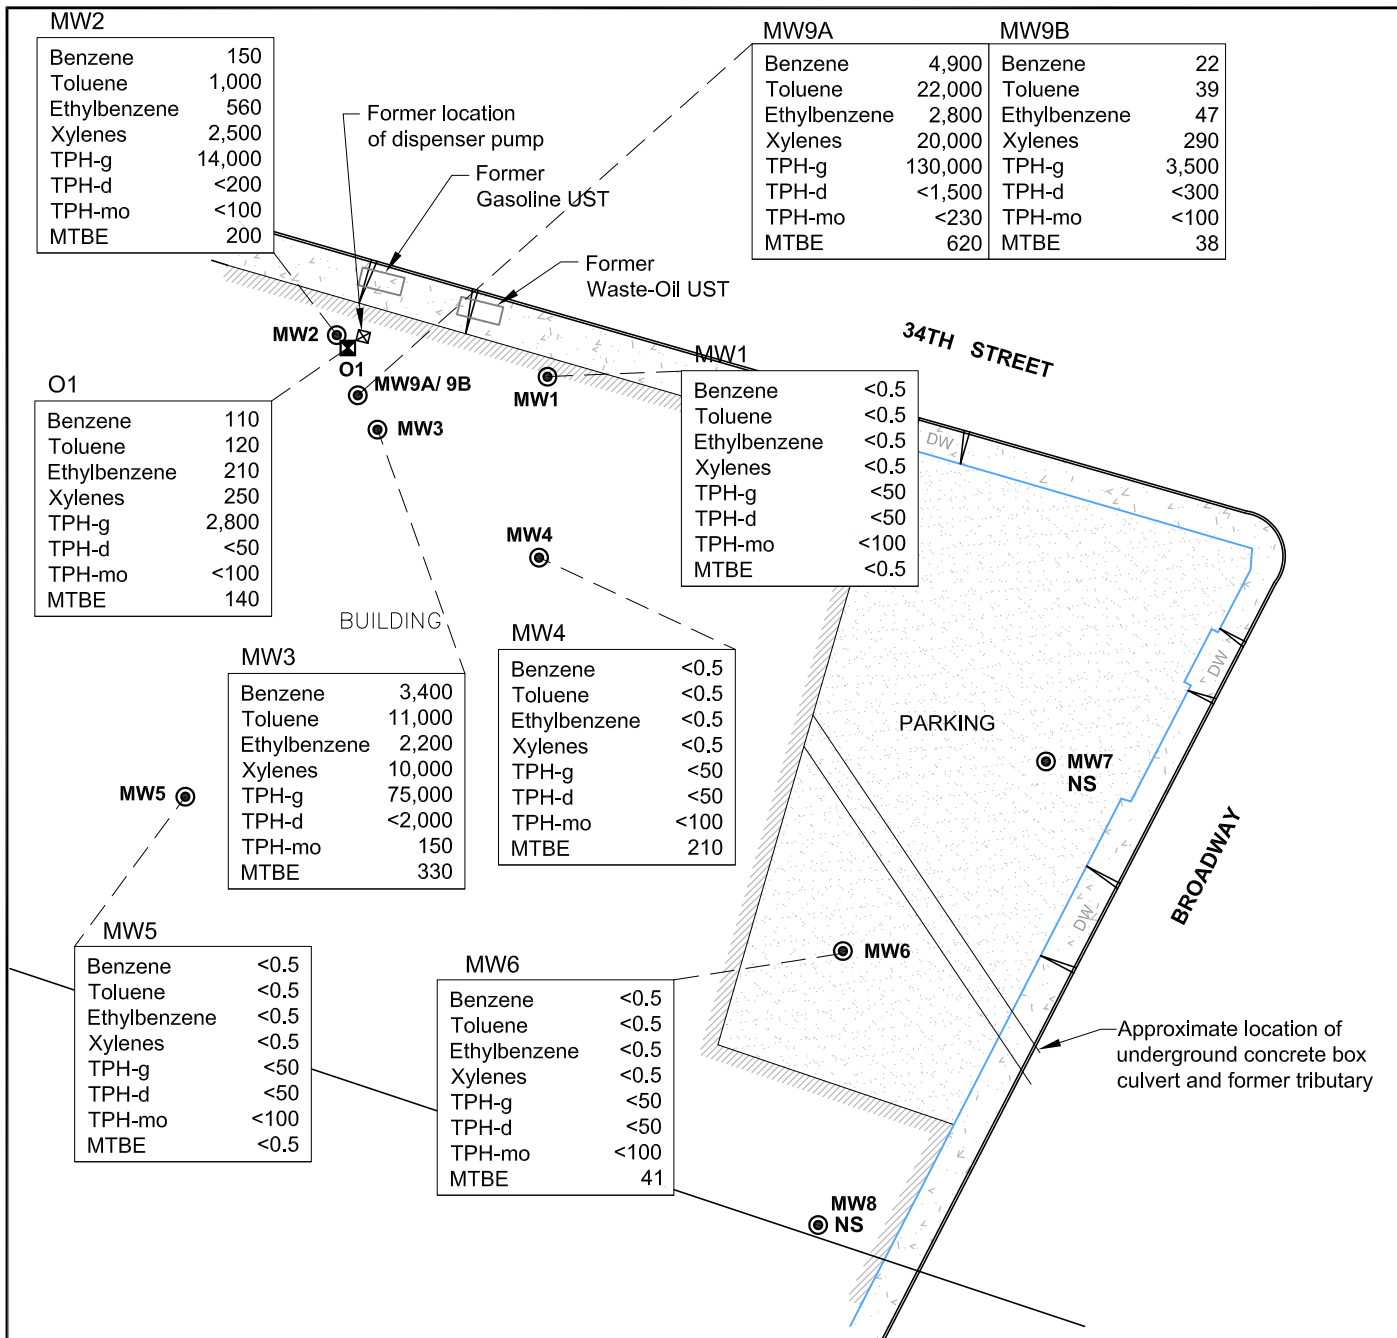 MW2
Benzene 150
Toluene 1,000
Ethylbenzene 560
Xylenes 2,500
TPH-g 14,000
TPH-d <200
TPH-mo <100
MTBE 200
MW9A
Benzene 4,900
Toluene 22,000
Ethylbenzene 2,800
Xylenes 20,000
TPH-g 130,000
TPH-d <1,500
TPH-mo <230
MTBE 620
MW9B
Benzene 22
Toluene 39
Ethylbenzene 47
Xylenes 290
TPH-g 3,500
TPH-d <300
TPH-mo <100
MTBE 38
Former location
of dispenser pump
Former
Gasoline UST
Former
Waste-Oil UST
34TH STREET
MW2
O1
MW9A/ 9B
MW3
MW1
MW1
Benzene <0.5
Toluene <0.5
Ethylbenzene <0.5
Xylenes <0.5
TPH-g <50
TPH-d <50
TPH-mo <100
MTBE <0.5
DW
O1
Benzene 110
Toluene 120
Ethylbenzene 210
Xylenes 250
TPH-g 2,800
TPH-d <50
TPH-mo <100
MTBE 140
MW4
BUILDING
MW3
Benzene 3,400
Toluene 11,000
Ethylbenzene 2,200
Xylenes 10,000
TPH-g 75,000
TPH-d <2,000
TPH-mo 150
MTBE 330
MW4
Benzene <0.5
Toluene <0.5
Ethylbenzene <0.5
Xylenes <0.5
TPH-g <50
TPH-d <50
TPH-mo <100
MTBE 210
DW
PARKING
MW7
NS
MW5
BROADWAY
DW
MW5
Benzene <0.5
Toluene <0.5
Ethylbenzene <0.5
Xylenes <0.5
TPH-g <50
TPH-d <50
TPH-mo <100
MTBE <0.5
MW6
Benzene <0.5
Toluene <0.5
Ethylbenzene <0.5
Xylenes <0.5
TPH-g <50
TPH-d <50
TPH-mo <100
MTBE 41
MW6
Approximate location of
underground concrete box
culvert and former tributary
MW8
NS